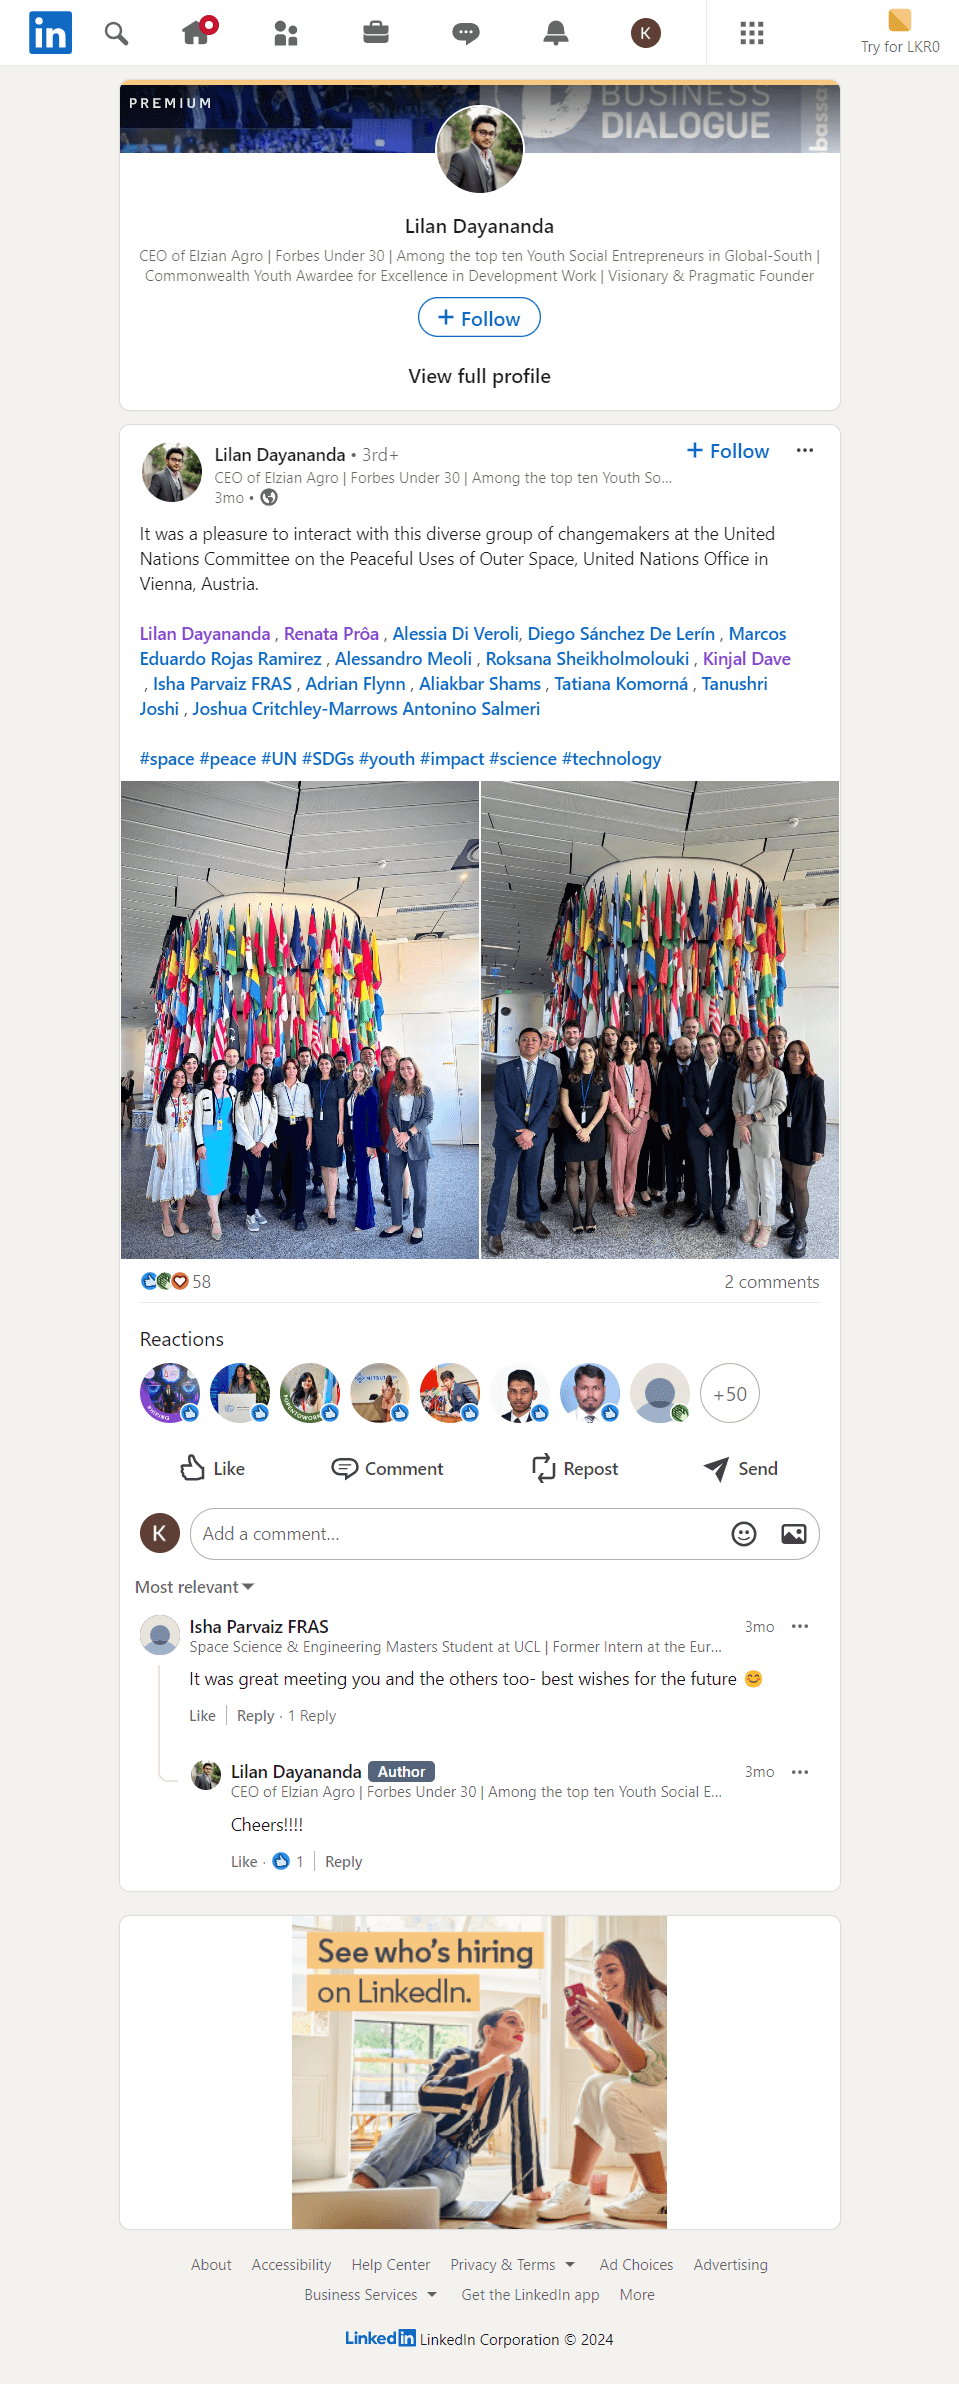 in
K
Try for LKR0
PREMIUM
BUSINESS
DIALOGUE
bassa
Lilan Dayananda
CEO of Elzian Agro | Forbes Under 30 | Among the top ten Youth Social Entrepreneurs in Global-South |
Commonwealth Youth Awardee for Excellence in Development Work | Visionary & Pragmatic Founder
+ Follow
View full profile
Lilan Dayananda • 3rd+
+ Follow
CEO of Elzian Agro | Forbes Under 30 | Among the top ten Youth So...
3mo •
It was a pleasure to interact with this diverse group of changemakers at the United
Nations Committee on the Peaceful Uses of Outer Space, United Nations Office in
Vienna, Austria.
Lilan Dayananda , Renata Prôa , Alessia Di Veroli, Diego Sánchez De Lerín , Marcos
Eduardo Rojas Ramirez , Alessandro Meoli , Roksana Sheikholmolouki , Kinjal Dave
, Isha Parvaiz FRAS , Adrian Flynn , Aliakbar Shams , Tatiana Komorná , Tanushri
Joshi , Joshua Critchley-Marrows Antonino Salmeri
#space #peace #UN #SDGs #youth #impact #science #technology
58
2 comments
Reactions
+50
Like
Comment
Repost
Send
K
Add a comment...
Most relevant
Isha Parvaiz FRAS
3mo
Space Science & Engineering Masters Student at UCL | Former Intern at the Eur...
It was great meeting you and the others too- best wishes for the future 😊
Like | Reply · 1 Reply
Lilan Dayananda Author
3mo
CEO of Elzian Agro | Forbes Under 30 | Among the top ten Youth Social E...
Cheers!!!!
Like · 1 | Reply
See who's hiring
on LinkedIn.
About Accessibility Help Center Privacy & Terms Ad Choices Advertising
Business Services Get the LinkedIn app More
LinkedIn LinkedIn Corporation © 2024